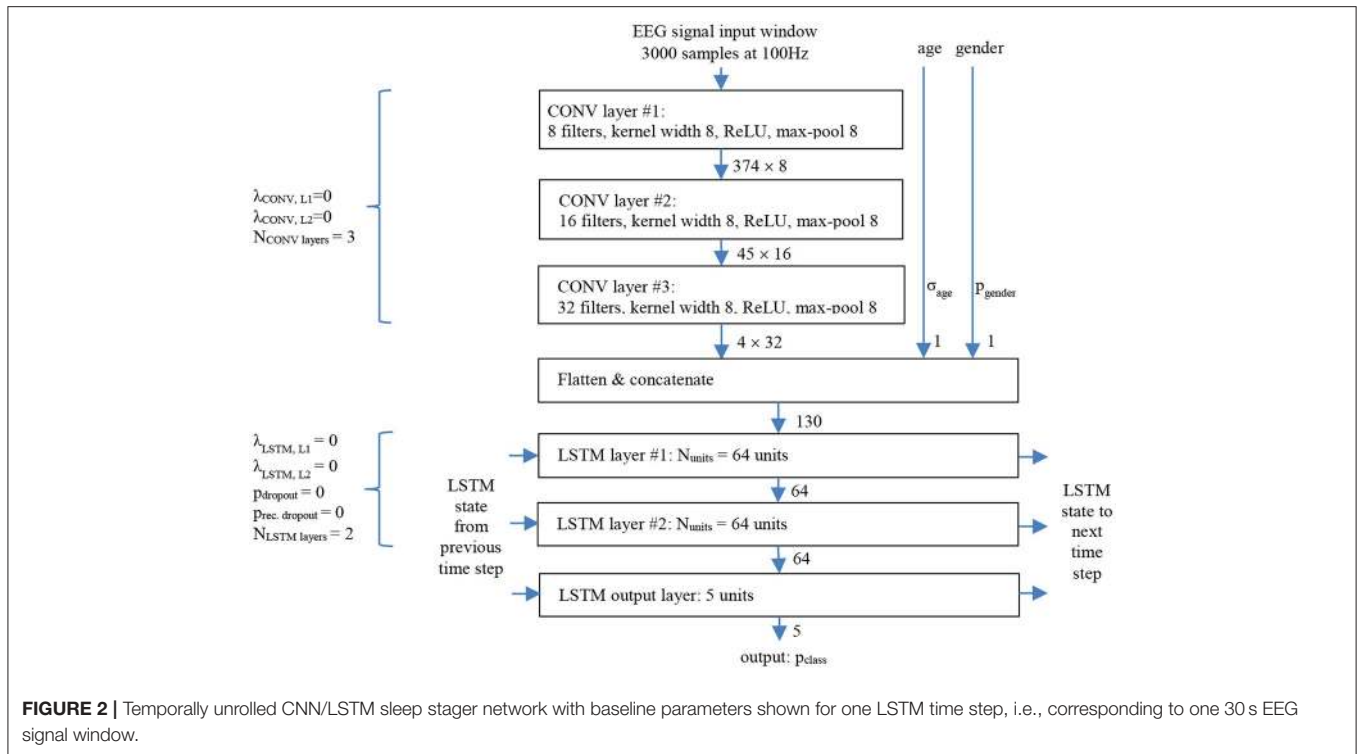 EEG signal input window
3000 samples at 100Hz
age gender
CONV layer #1:
8 filters, kernel width 8, ReLU, max-pool 8
374 × 8
λCONV, L1=0
λCONV, L2=0
NCONV layers = 3
CONV layer #2:
16 filters, kernel width 8, ReLU, max-pool 8
45 × 16
CONV layer #3:
32 filters, kernel width 8, ReLU, max-pool 8
σage
pgender
4 × 32
1
1
Flatten & concatenate
130
λLSTM, L1 = 0
λLSTM, L2 = 0
pdropout = 0
prec. dropout = 0
NLSTM layers = 2
LSTM
state
from
previous
time step
LSTM layer #1: Nunits = 64 units
64
LSTM layer #2: Nunits = 64 units
64
LSTM output layer: 5 units
5
output: pclass
LSTM
state to
next
time
step
FIGURE 2 | Temporally unrolled CNN/LSTM sleep stager network with baseline parameters shown for one LSTM time step, i.e., corresponding to one 30 s EEG
signal window.